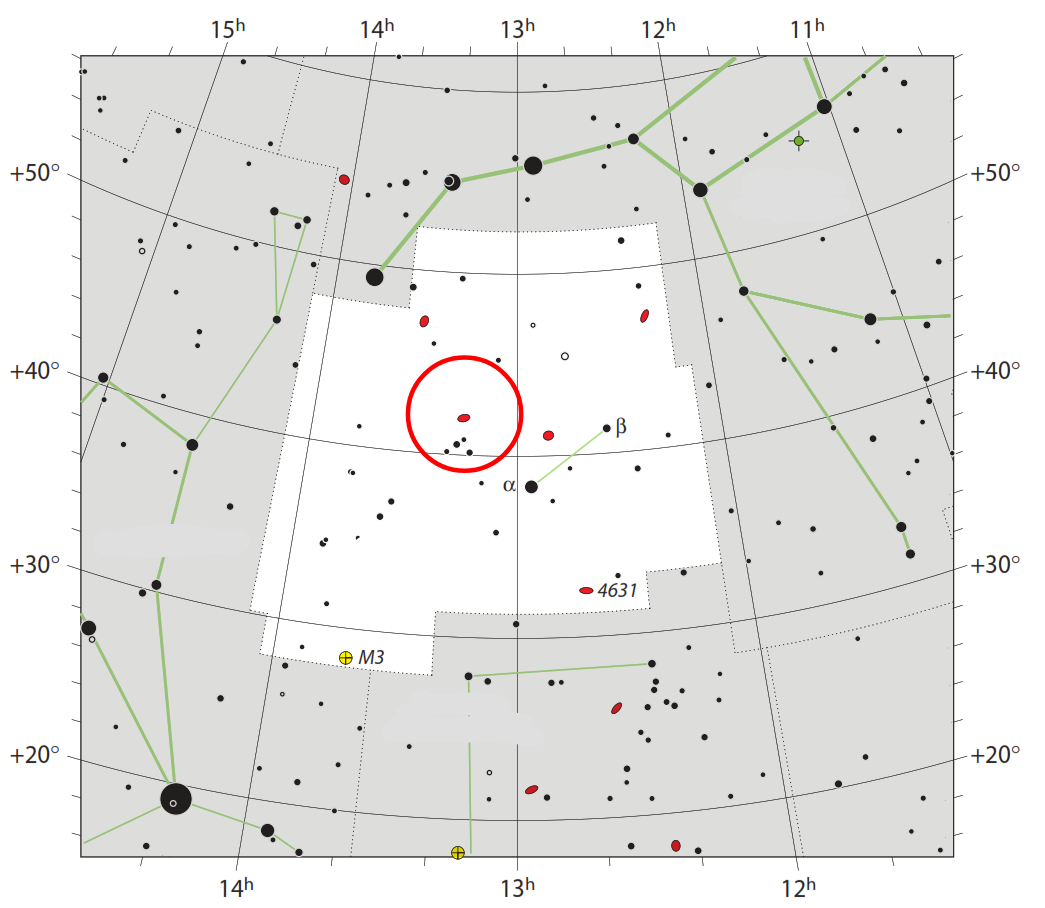 15h 14h 13h 12h 11h
+50° +50°
+40° +40°
β
α
+30° +30°
4631
M3
+20° +20°
14h 13h 12h